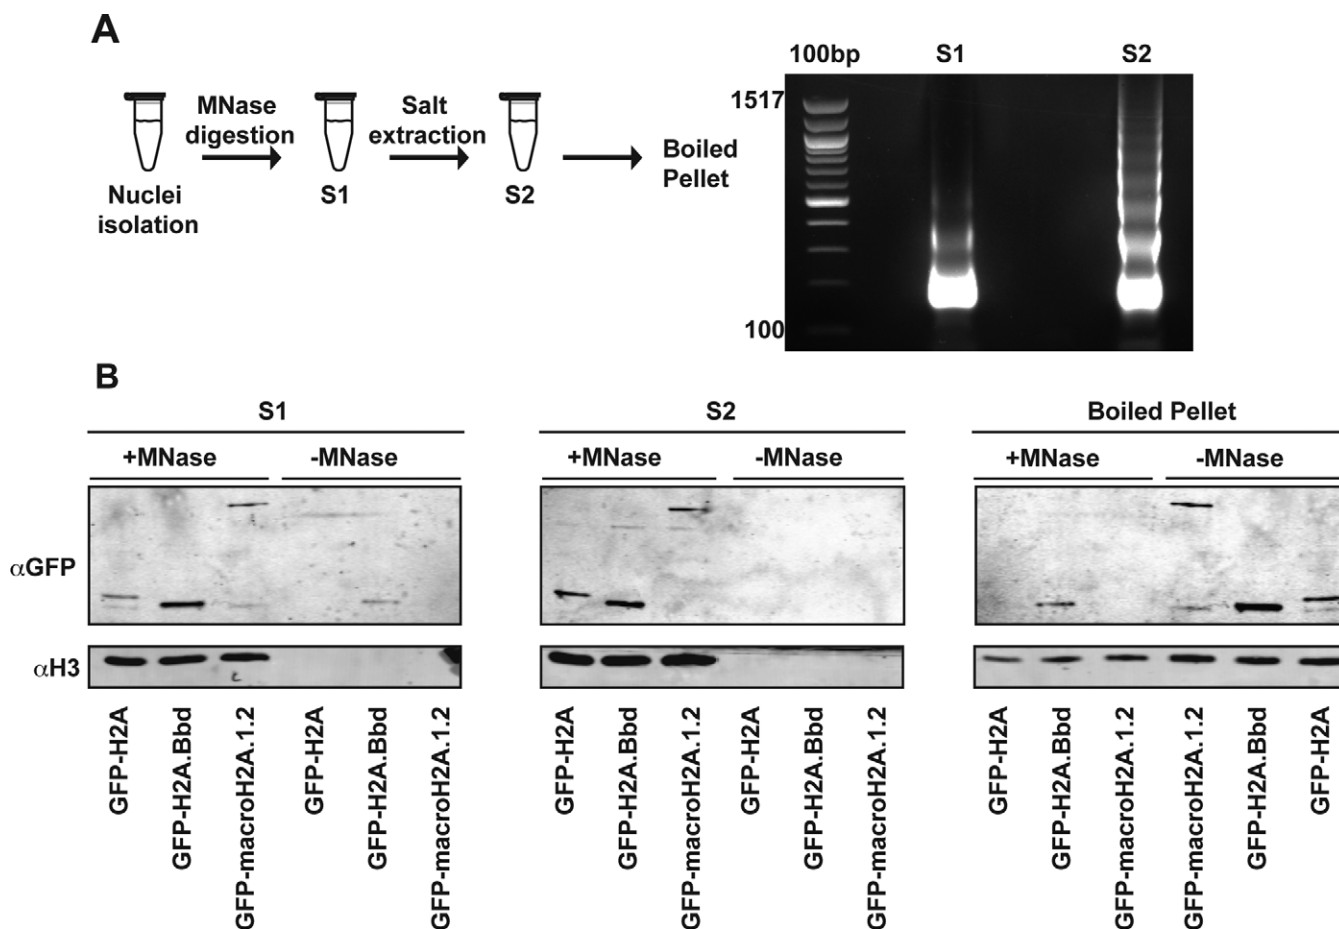 A
100bp S1 S2
1517
100
MNase
digestion
Salt
extraction
Nuclei
isolation
S1
S2
Boiled
Pellet
B
S1 S2 Boiled Pellet
+MNase -MNase +MNase -MNase +MNase -MNase
αGFP
αH3
GFP-H2A
GFP-H2A.Bbd
GFP-macroH2A.1.2
GFP-H2A
GFP-H2A.Bbd
GFP-macroH2A.1.2
GFP-H2A
GFP-H2A.Bbd
GFP-macroH2A.1.2
GFP-H2A
GFP-H2A.Bbd
GFP-macroH2A.1.2
GFP-H2A
GFP-H2A.Bbd
GFP-macroH2A.1.2
GFP-macroH2A.1.2
GFP-H2A.Bbd
GFP-H2A